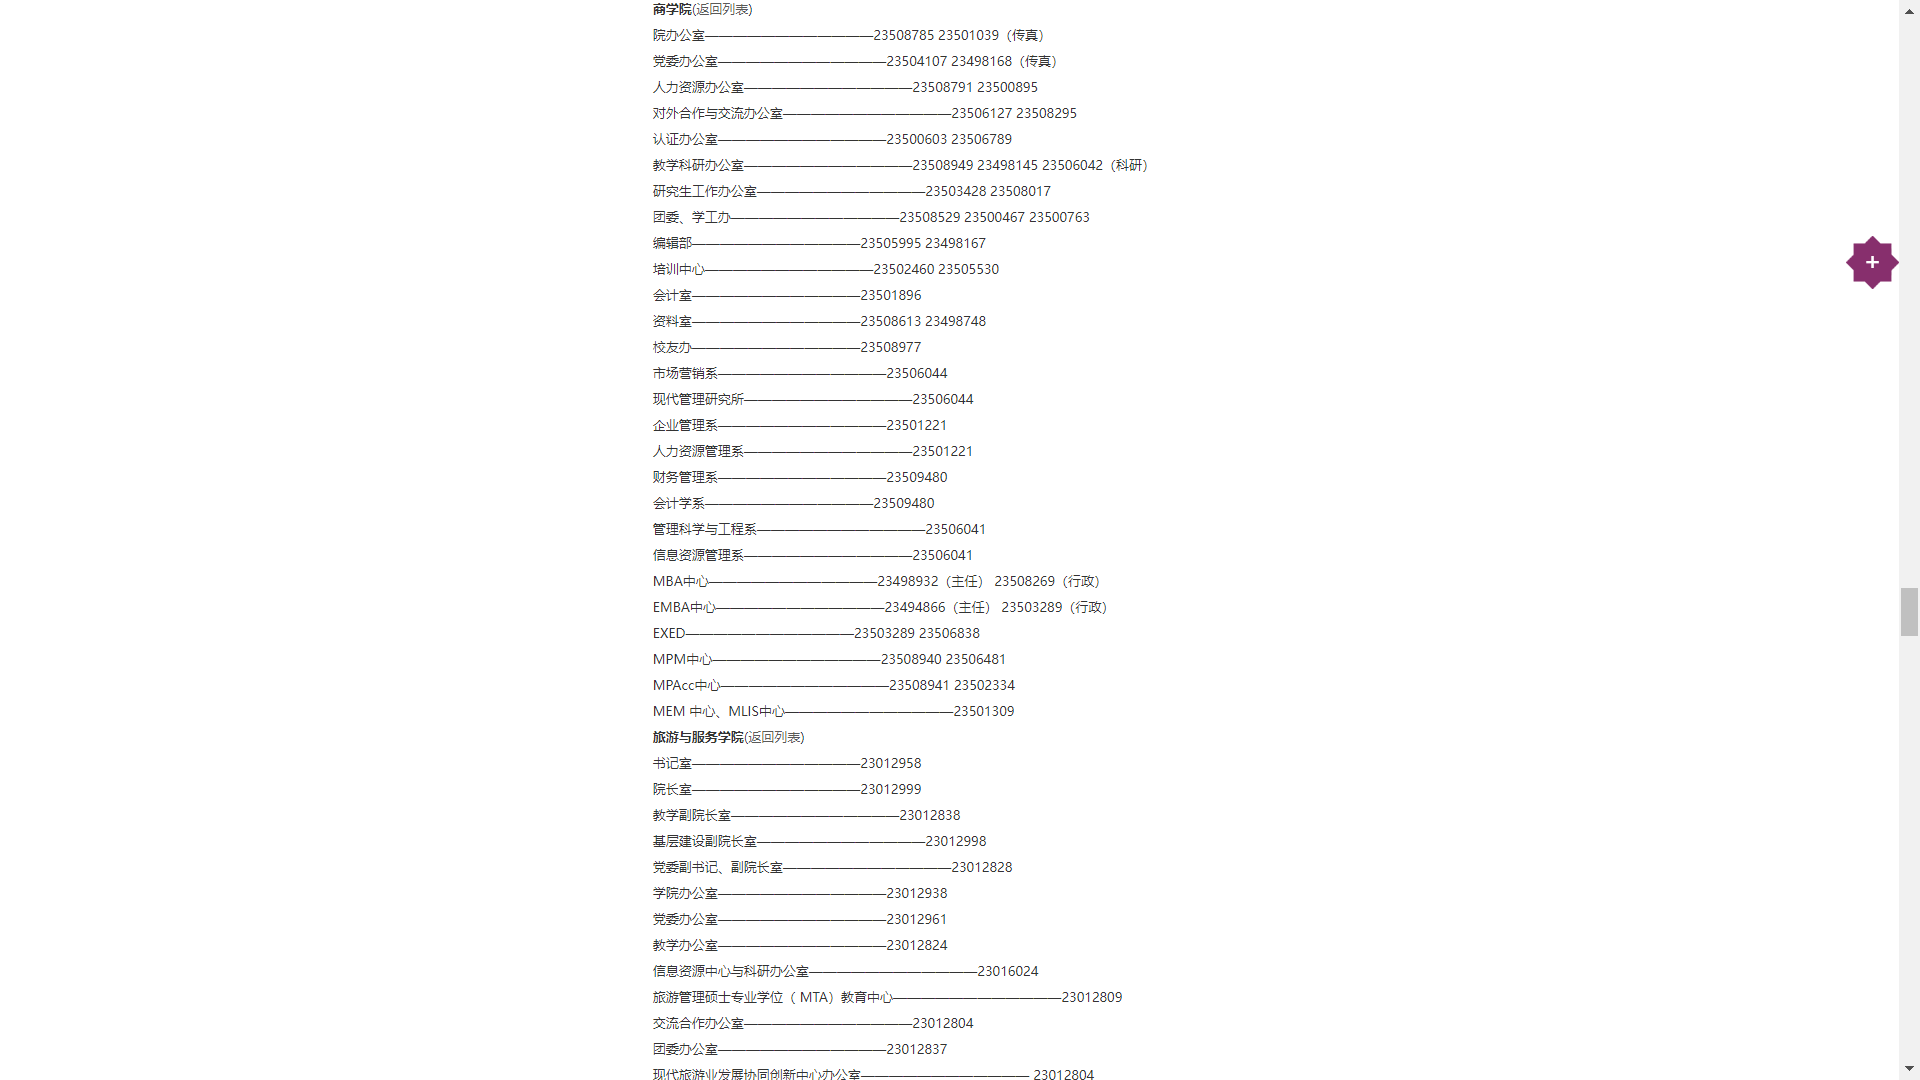 商学院(返回列表)
院办公室————————————23508785 23501039（传真）
党委办公室————————————23504107 23498168（传真）
人力资源办公室————————————23508791 23500895
对外合作与交流办公室————————————23506127 23508295
认证办公室————————————23500603 23506789
教学科研办公室————————————23508949 23498145 23506042（科研）
研究生工作办公室————————————23503428 23508017
团委、学工办————————————23508529 23500467 23500763
编辑部————————————23505995 23498167
培训中心————————————23502460 23505530
会计室————————————23501896
资料室————————————23508613 23498748
校友办————————————23508977
市场营销系————————————23506044
现代管理研究所————————————23506044
企业管理系————————————23501221
人力资源管理系————————————23501221
财务管理系————————————23509480
会计学系————————————23509480
管理科学与工程系————————————23506041
信息资源管理系————————————23506041
MBA中心————————————23498932（主任） 23508269（行政）
EMBA中心————————————23494866（主任） 23503289（行政）
EXED————————————23503289 23506838
MPM中心————————————23508940 23506481
MPAcc中心————————————23508941 23502334
MEM 中心、MLIS中心————————————23501309
旅游与服务学院(返回列表)
书记室————————————23012958
院长室————————————23012999
教学副院长室————————————23012838
基层建设副院长室————————————23012998
党委副书记、副院长室————————————23012828
学院办公室————————————23012938
党委办公室————————————23012961
教学办公室————————————23012824
信息资源中心与科研办公室————————————23016024
旅游管理硕士专业学位（ MTA）教育中心————————————23012809
交流合作办公室————————————23012804
团委办公室————————————23012837
现代旅游业发展协同创新中心办公室———————————— 23012804
+